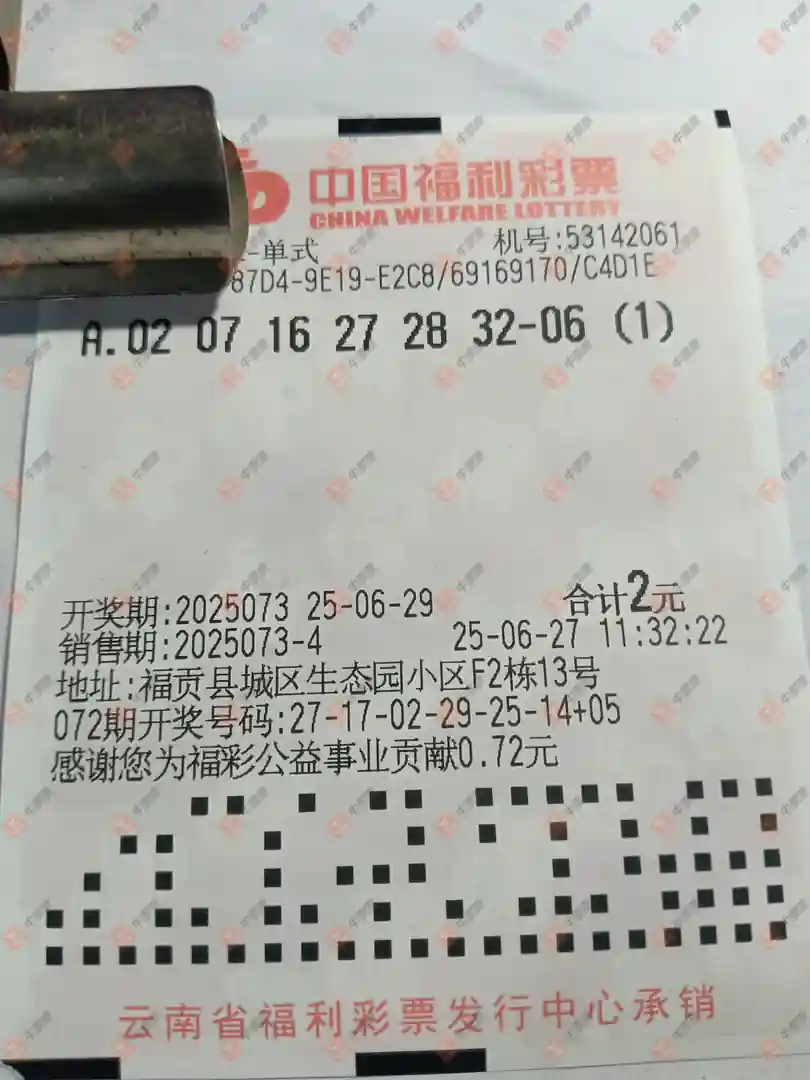 中国福利彩票
CHINA WELFARE LOTTERY
-单式 机号:53142061
87D4-9E19-E2C8/69169170/C4D1E
A.02 07 16 27 28 32-06 (1)
开奖期:2025073 25-06-29 合计2元
销售期:2025073-4 25-06-27 11:32:22
地址:福贡县城区生态园小区F2栋13号
072期开奖号码:27-17-02-29-25-14+05
感谢您为福彩公益事业贡献0.72元
云南省福利彩票发行中心承销